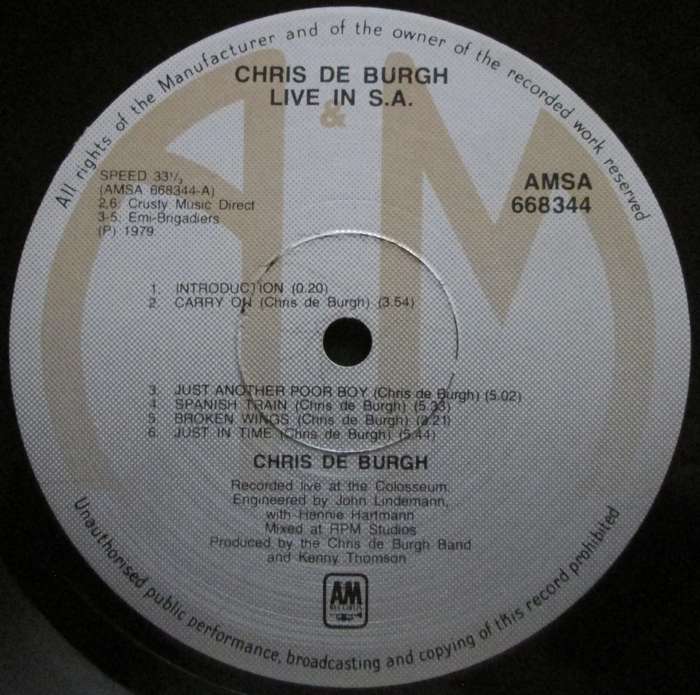 All rights of the Manufacturer and of the owner of the recorded work reserved
CHRIS DE BURGH
LIVE IN S.A.
&
AM
SPEED 33 1/3
(AMSA 668344-A)
2,6: Crusty Music Direct
3-5: Emi-Brigadiers
(P) 1979
AMSA
668344
1. INTRODUCTION (0.20)
2. CARRY ON (Chris de Burgh) (3.54)
3. JUST ANOTHER POOR BOY (Chris de Burgh) (5.02)
4. SPANISH TRAIN (Chris de Burgh) (5.33)
5. BROKEN WINGS (Chris de Burgh) (3.21)
6. JUST IN TIME (Chris de Burgh) (5.44)
CHRIS DE BURGH
Recorded live at the Colosseum.
Engineered by John Lindemann,
with Hennie Hartmann
Mixed at RPM Studios
Produced by the Chris de Burgh Band
and Kenny Thomson
AM
RECORDS
Unauthorised public performance, broadcasting and copying of this record prohibited